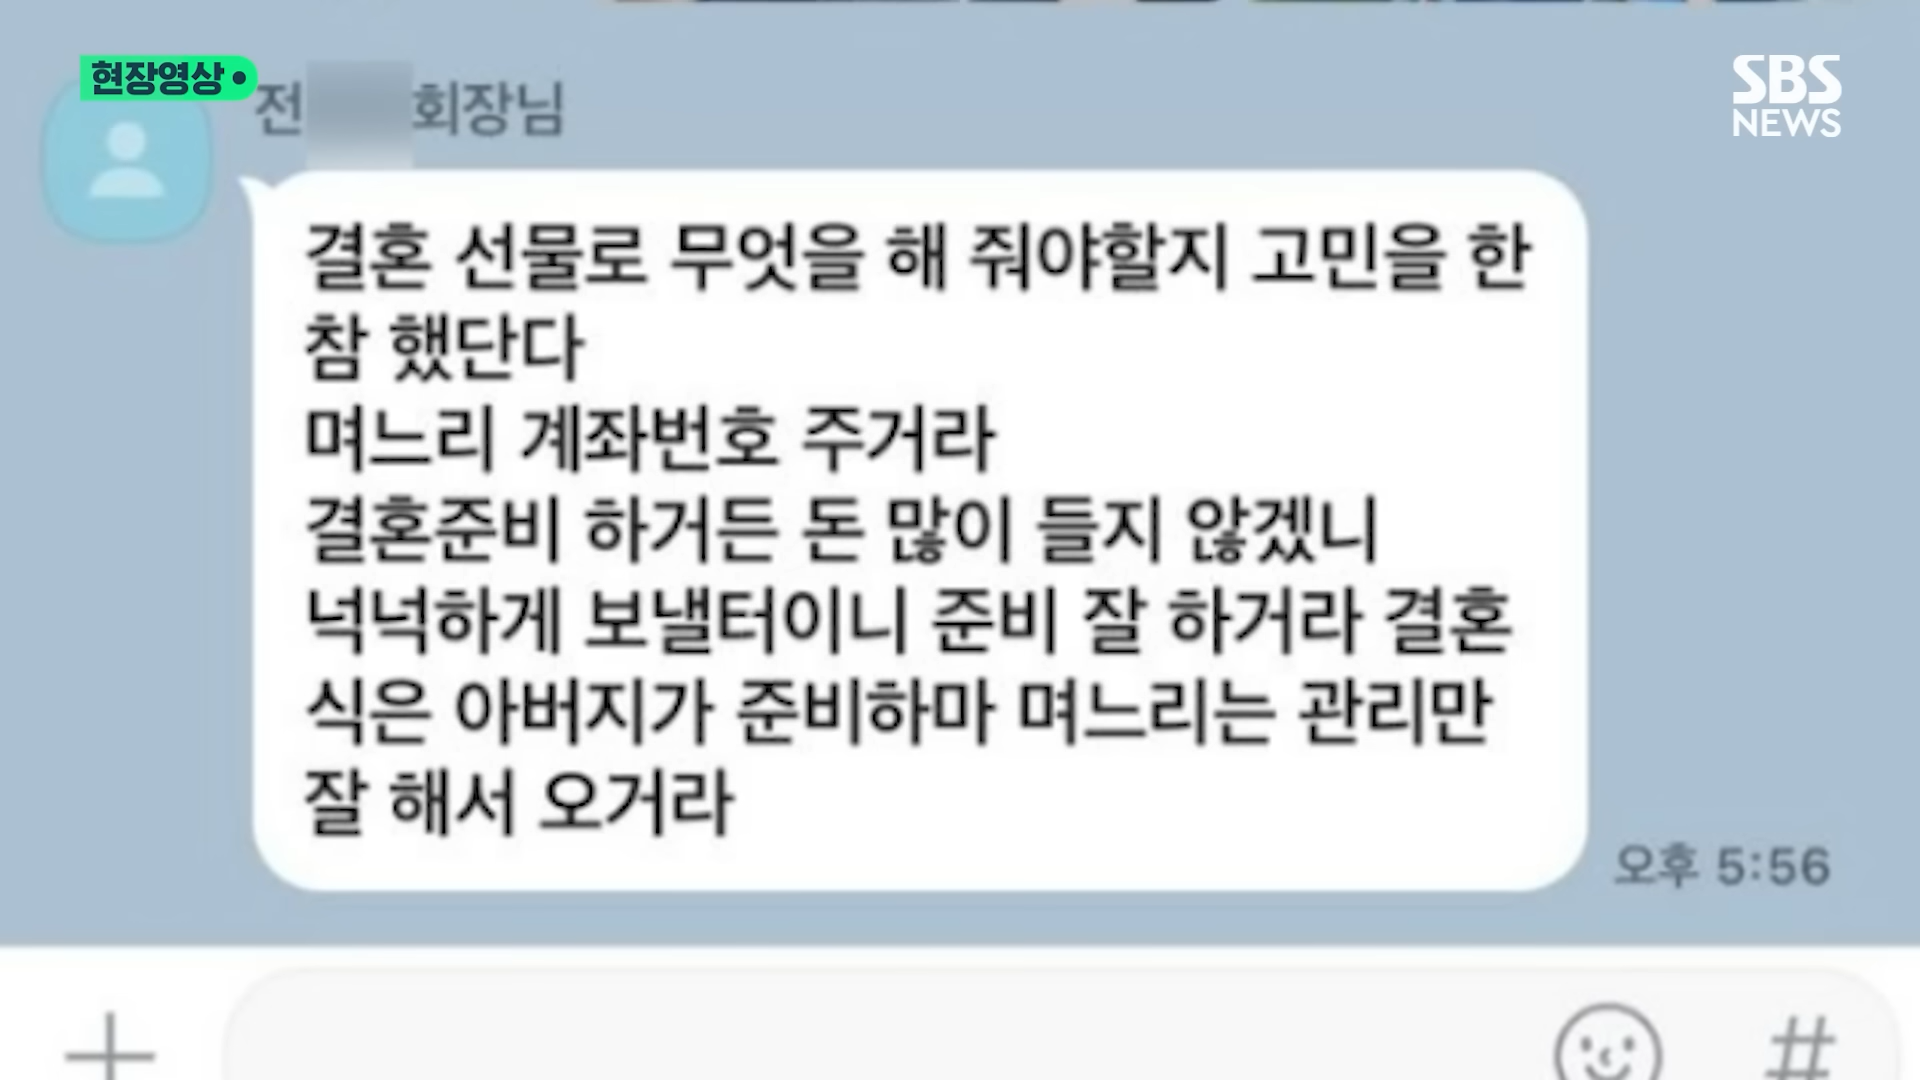 현장영상
SBS
NEWS
전 회장님
결혼 선물로 무엇을 해 줘야할지 고민을 한
참 했단다
며느리 계좌번호 주거라
결혼준비 하거든 돈 많이 들지 않겠니
넉넉하게 보낼터이니 준비 잘 하거라 결혼
식은 아버지가 준비하마 며느리는 관리만
잘 해서 오거라
오후 5:56
#